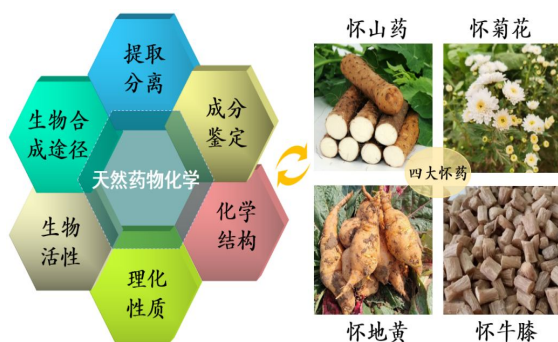 提取
分离
成分
鉴定
化学
结构
理化
性质
生物
活性
生物合
成途径
天然药物化学
怀山药
怀菊花
四大怀药
怀地黄
怀牛膝